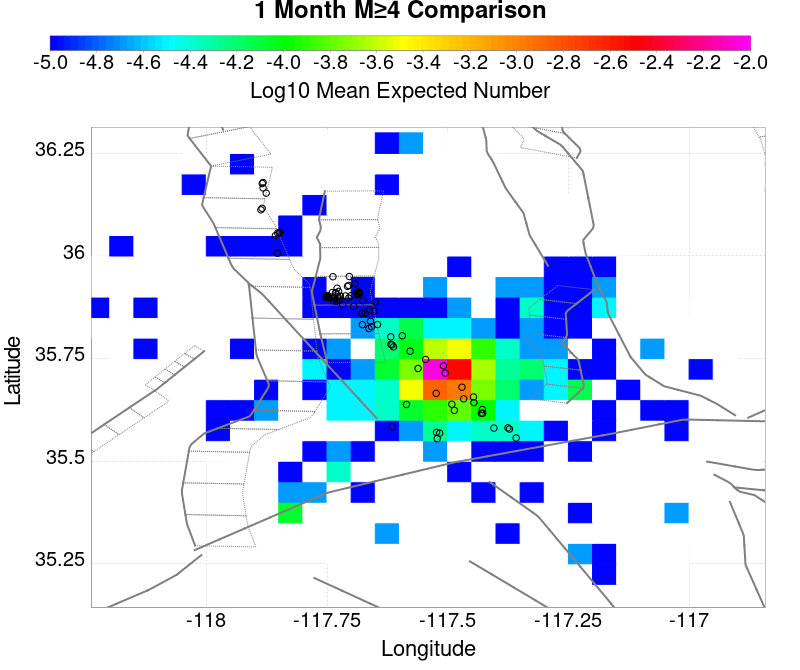 1 Month M≥4 Comparison
-5.0 -4.8 -4.6 -4.4 -4.2 -4.0 -3.8 -3.6 -3.4 -3.2 -3.0 -2.8 -2.6 -2.4 -2.2 -2.0
Log10 Mean Expected Number
36.25
36
35.75
35.5
35.25
Latitude
-118 -117.75 -117.5 -117.25 -117
Longitude